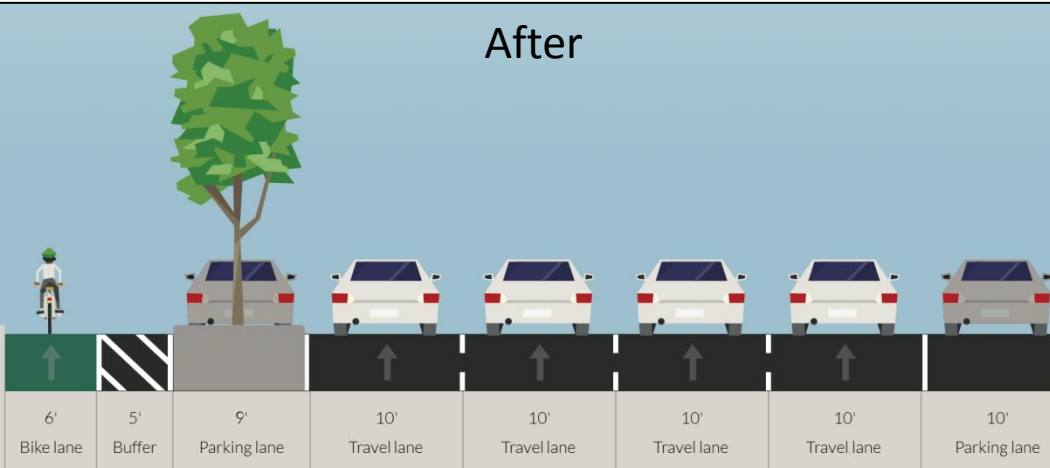 After
6' 5' 9' 10' 10' 10' 10' 10'
Bike lane Buffer Parking lane Travel lane Travel lane Travel lane Travel lane Parking lane